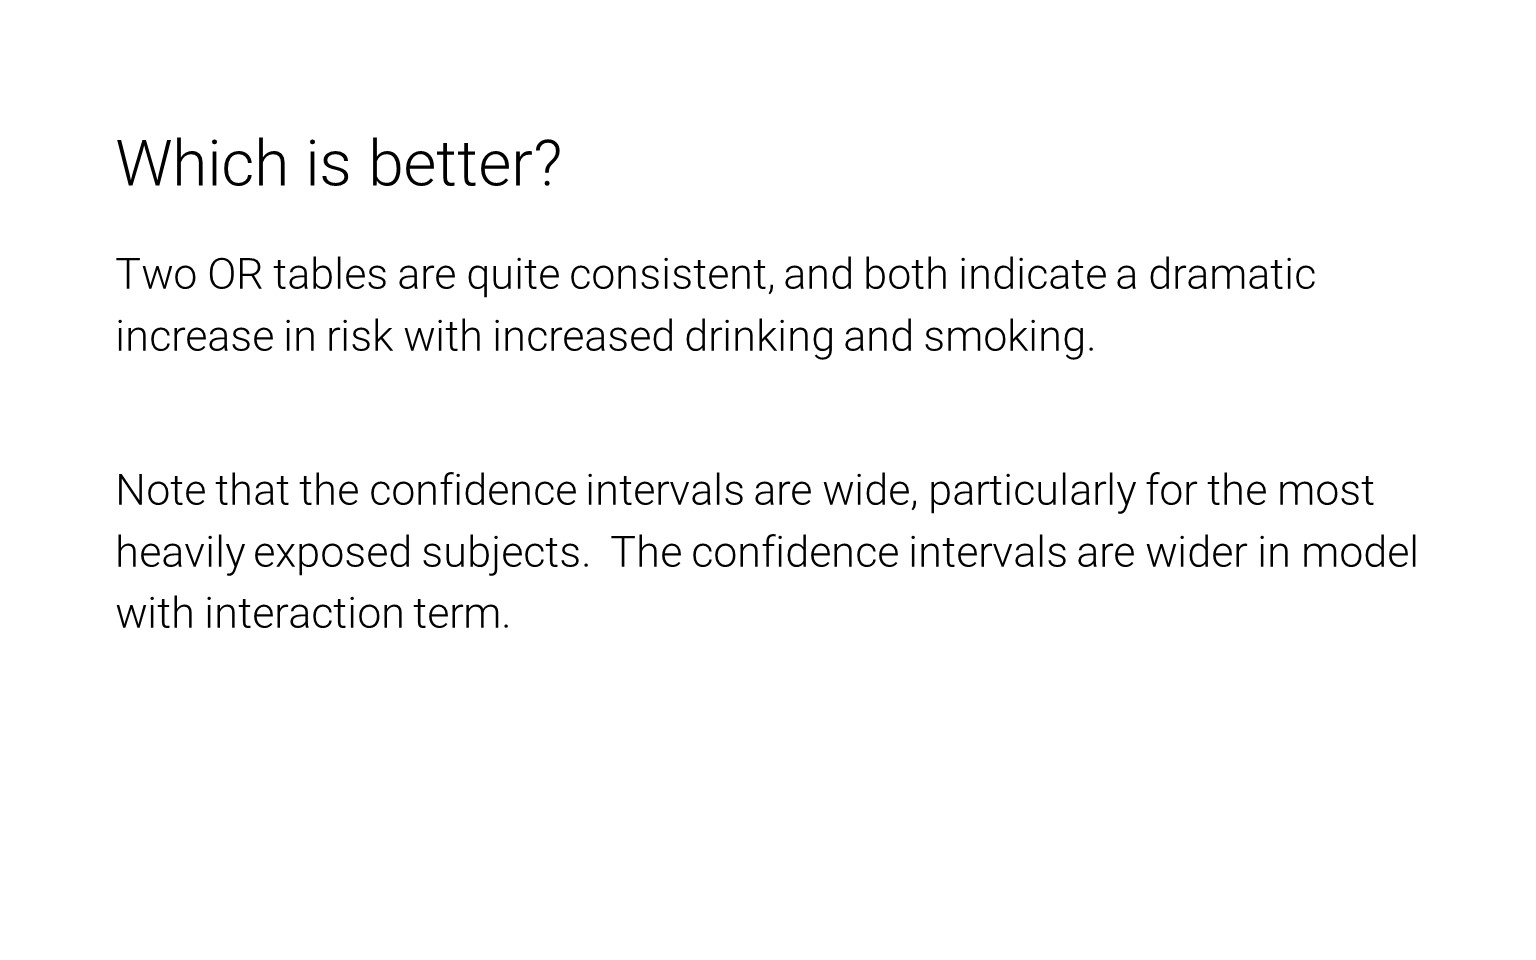 Which is better?
Two OR tables are quite consistent, and both indicate a dramatic
increase in risk with increased drinking and smoking.
Note that the confidence intervals are wide, particularly for the most
heavily exposed subjects.  The confidence intervals are wider in model
with interaction term.